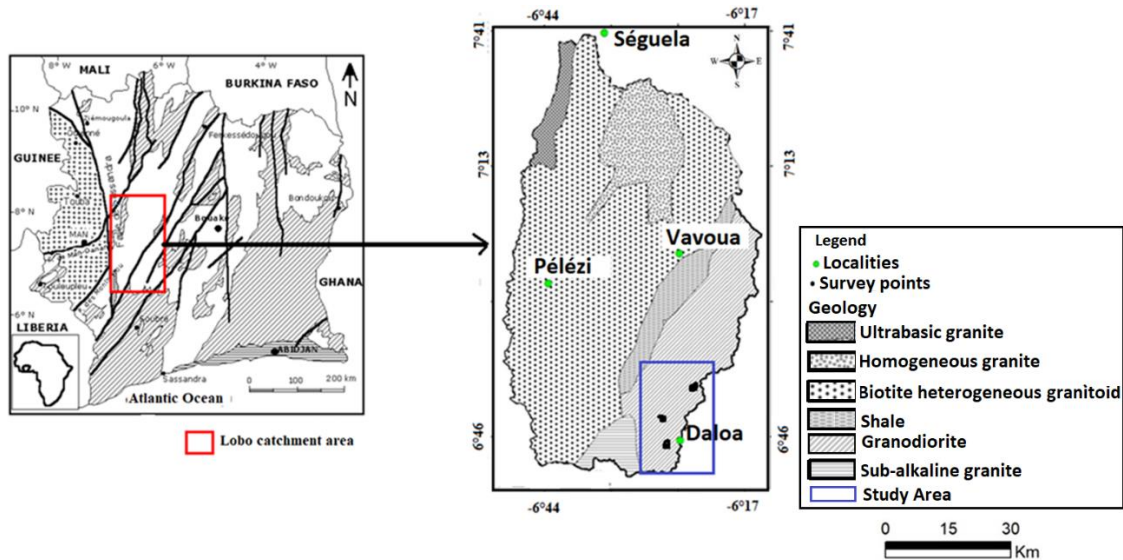 8° W
6° W
4° W
MALI
BURKINA FASO
N
10° N
GUINEE
Ferkessédougou
Touba
Bondoukou
8° N
Bouaké
MAN
GHANA
Toulepleu
6° N
LIBERIA
Soubré
ABIDJAN
Sassandra
0 100 200 km
Atlantic Ocean
Lobo catchment area
-6°44
-6°17
7°41
7°41
Séguela
N
W
E
S
7°13
7°13
Vavoua
Pélézi
6°46
6°46
Daloa
-6°44
-6°17
Legend
Localities
Survey points
Geology
Ultrabasic granite
Homogeneous granite
Biotite heterogeneous granitoid
Shale
Granodiorite
Sub-alkaline granite
Study Area
0 15 30
Km